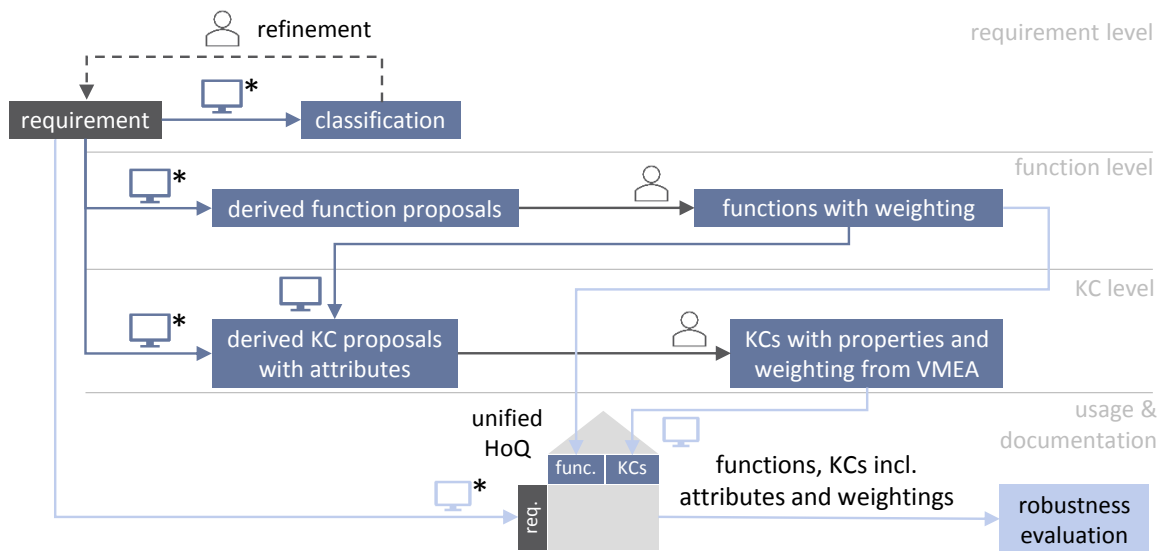 refinement
requirement level
*
requirement
classification
function level
*
derived function proposals
functions with weighting
KC level
*
derived KC proposals
with attributes
KCs with properties and
weighting from VMEA
usage &
documentation
unified
HoQ
func.
KCs
functions, KCs incl.
attributes and weightings
*
req.
robustness
evaluation